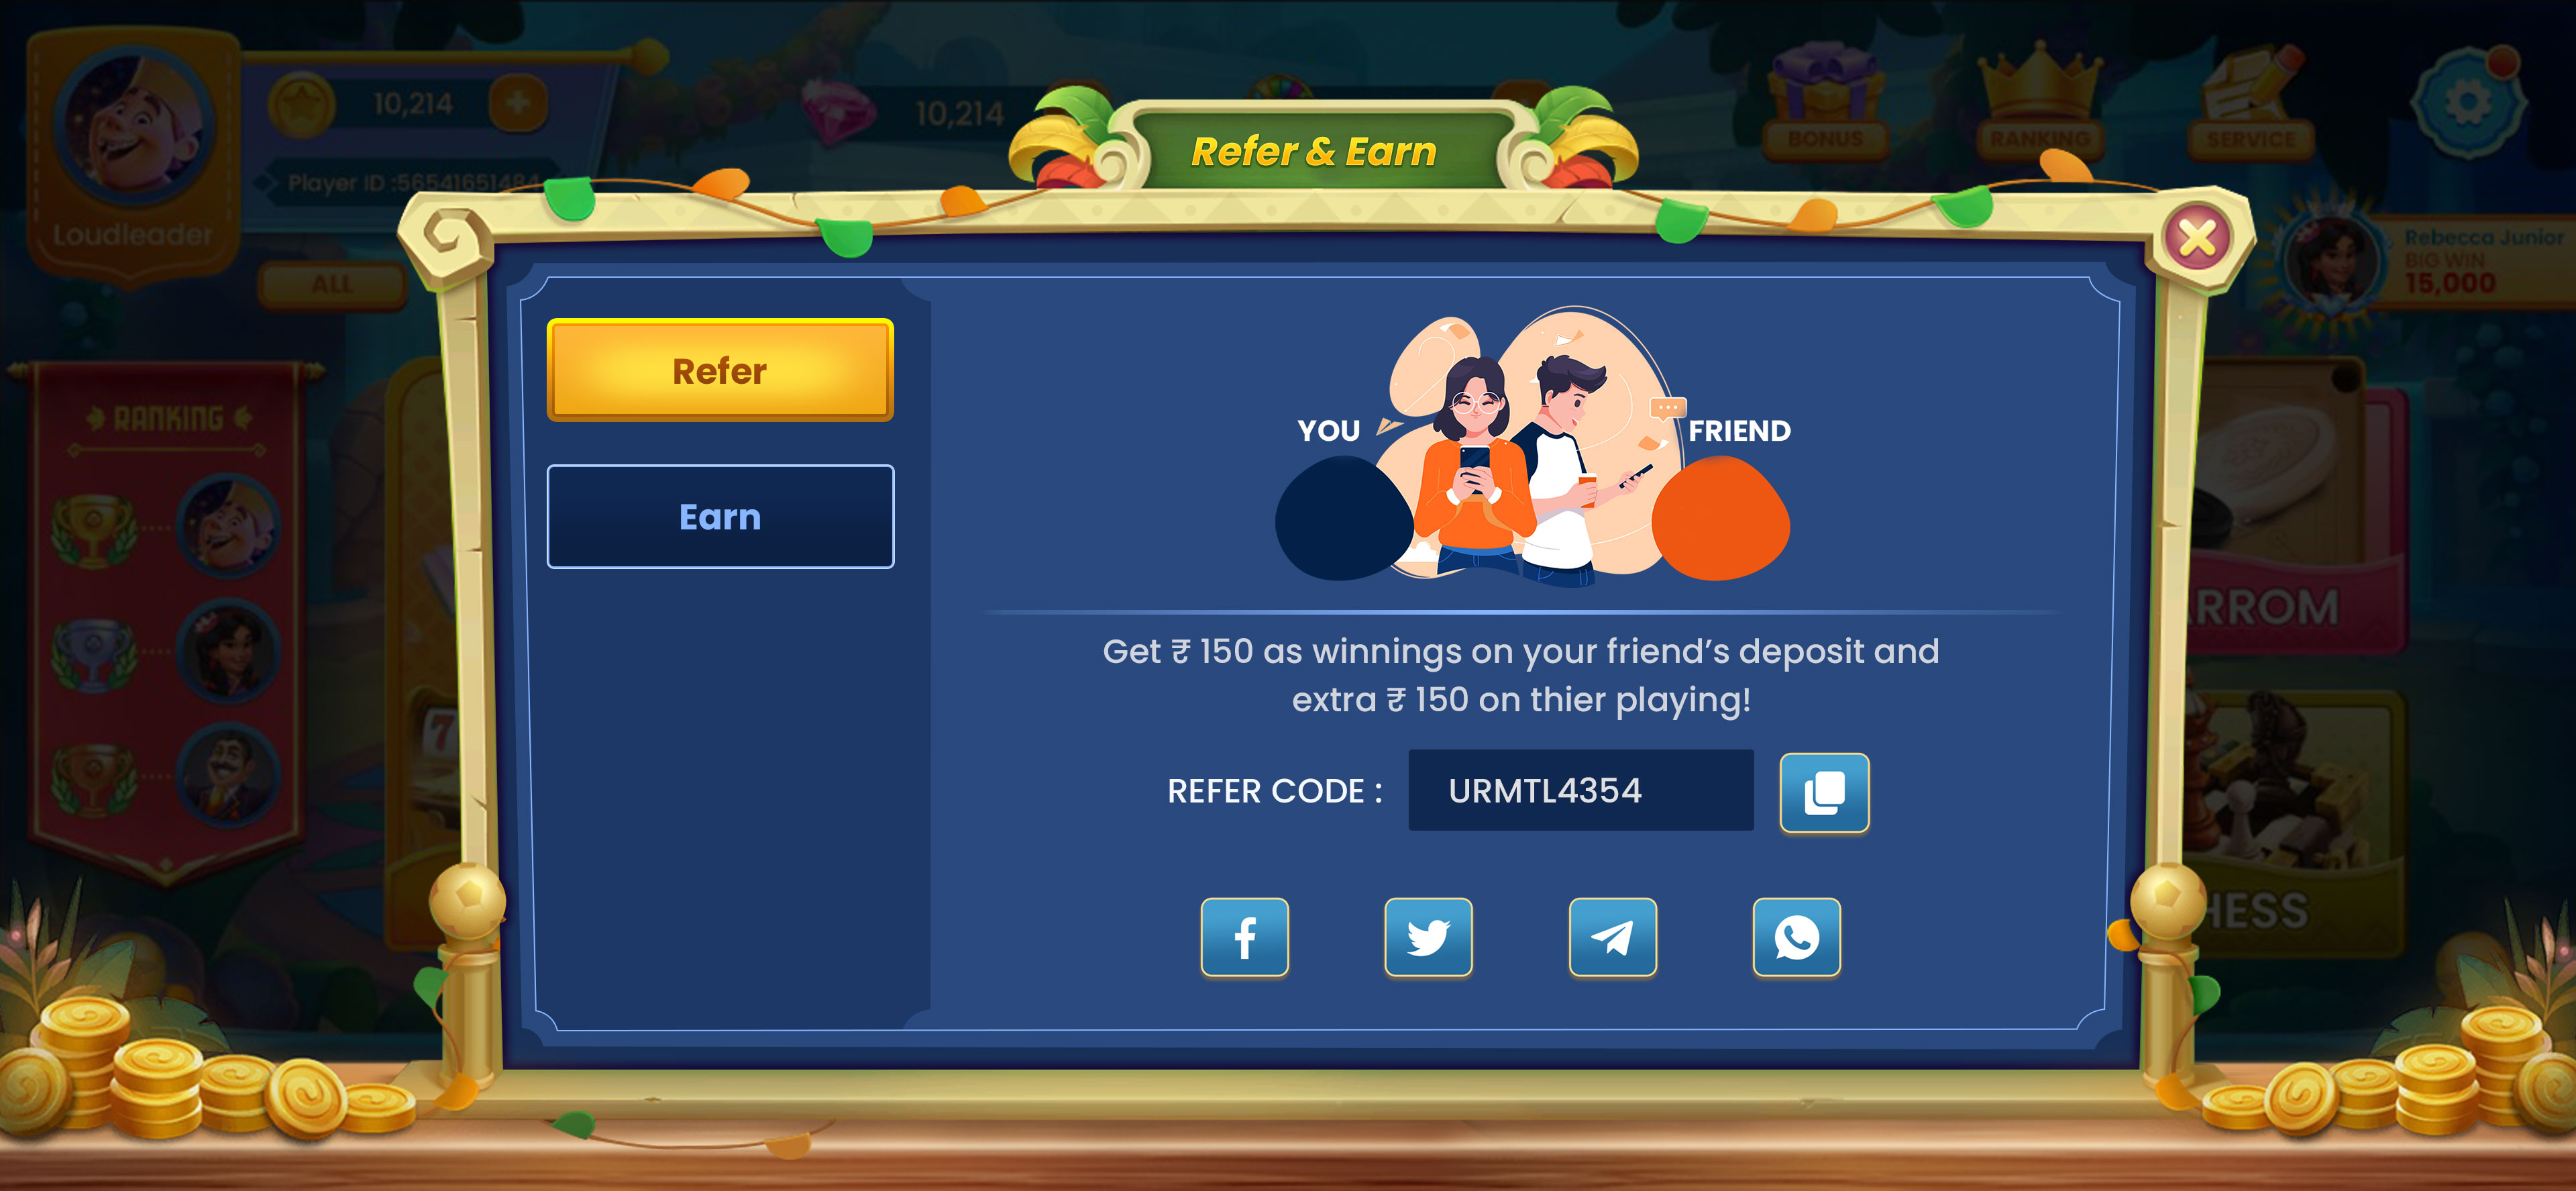 10,214
10,214
Player ID :56541651484
Loudleader
ALL
BONUS
RANKING
SERVICE
Rebecca Junior
BIG WIN
15,000
Refer & Earn
RANKING
Refer
Earn
YOU
FRIEND
Get ₹ 150 as winnings on your friend’s deposit and
extra ₹ 150 on thier playing!
REFER CODE :
URMTL4354
7
RROM
HESS